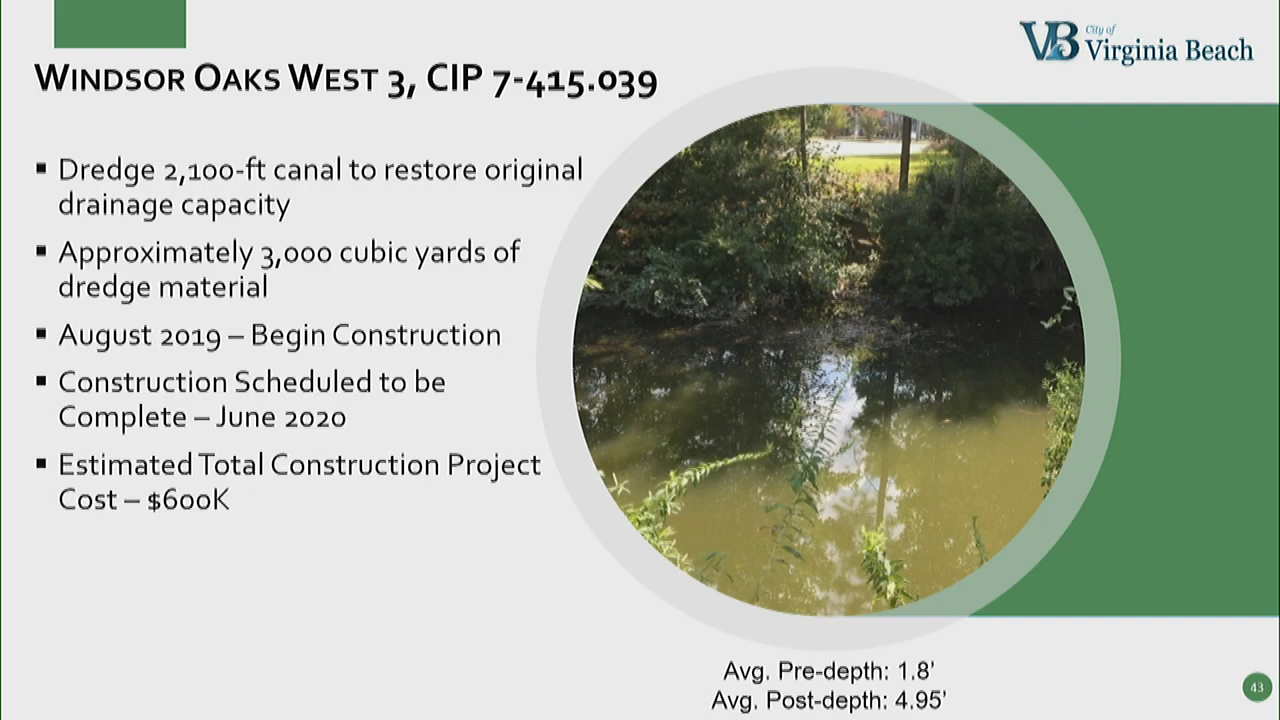 City of
VB Virginia Beach
Windsor Oaks West 3, CIP 7-415.039
▪ Dredge 2,100-ft canal to restore original
drainage capacity
▪ Approximately 3,000 cubic yards of
dredge material
▪ August 2019 – Begin Construction
▪ Construction Scheduled to be
Complete – June 2020
▪ Estimated Total Construction Project
Cost – $600K
Avg. Pre-depth: 1.8’
Avg. Post-depth: 4.95’
43